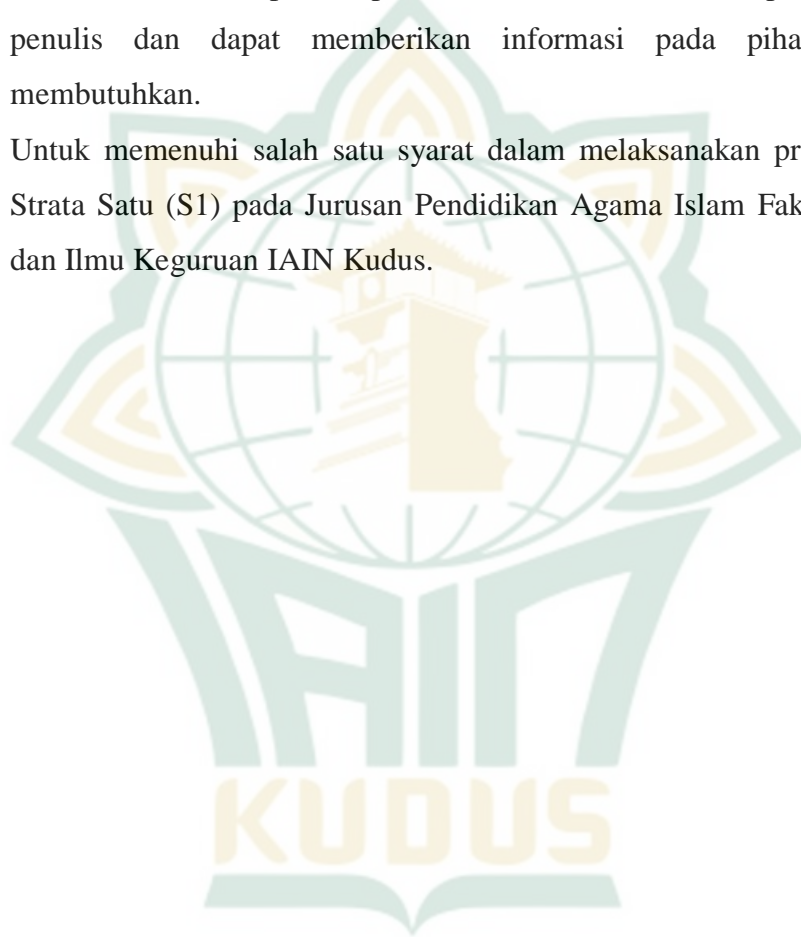 penulis dan dapat memberikan informasi pada piha
membutuhkan.
Untuk memenuhi salah satu syarat dalam melaksanakan pr
Strata Satu (S1) pada Jurusan Pendidikan Agama Islam Fak
dan Ilmu Keguruan IAIN Kudus.
IAIN
KUDUS